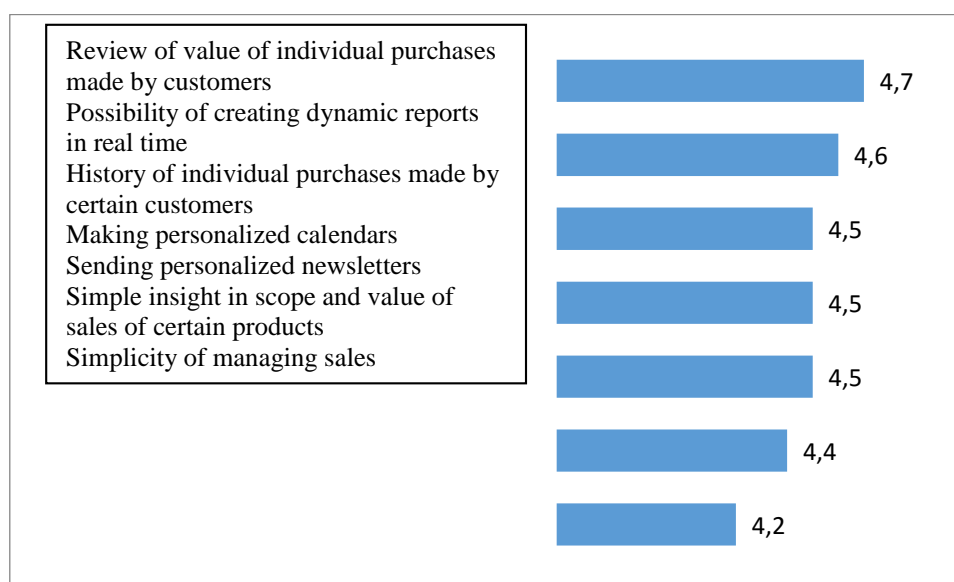 Review of value of individual purchases
made by customers
Possibility of creating dynamic reports
in real time
History of individual purchases made by
certain customers
Making personalized calendars
Sending personalized newsletters
Simple insight in scope and value of
sales of certain products
Simplicity of managing sales
4,7
4,6
4,5
4,5
4,5
4,4
4,2